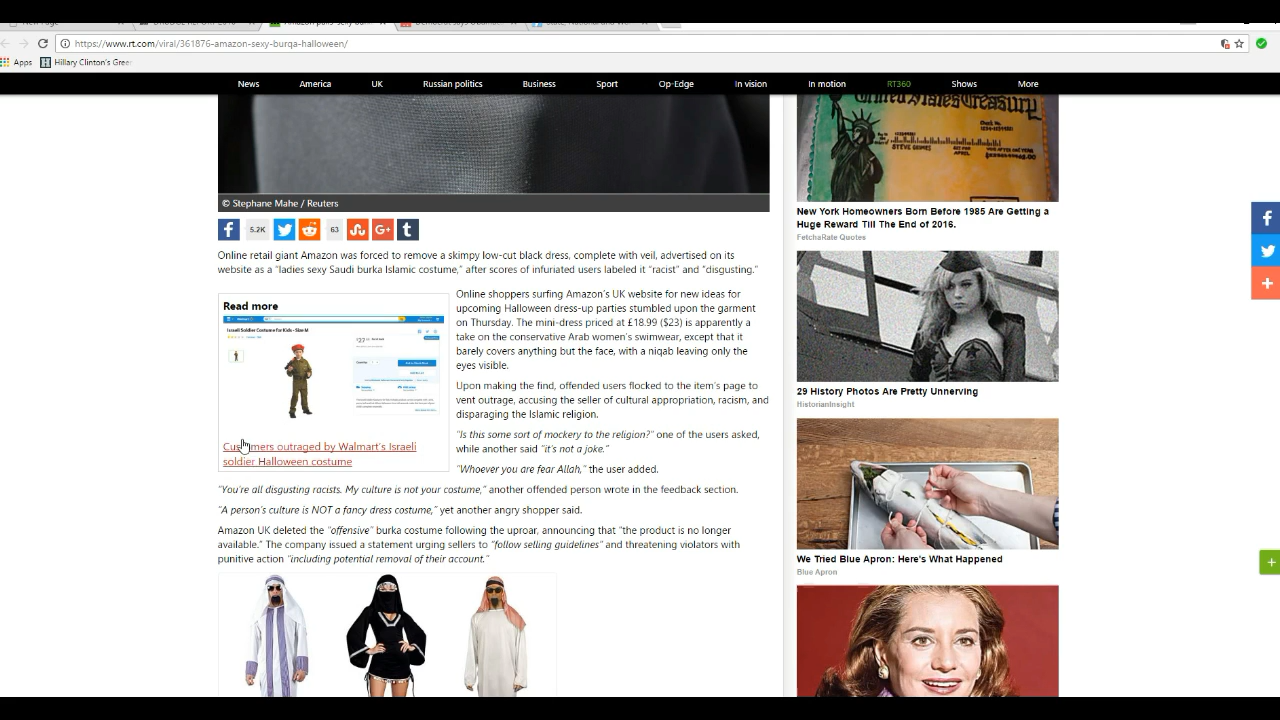 https://www.rt.com/viral/361876-amazon-sexy-burqa-halloween/
Apps
Hillary Clinton's Gree
News
America
UK
Russian politics
Business
Sport
Op-Edge
In vision
In motion
RT360
Shows
More
© Stephane Mahe / Reuters
5.2K
63
Online retail giant Amazon was forced to remove a skimpy low-cut black dress, complete with veil, advertised on its
website as a "ladies sexy Saudi burka Islamic costume," after scores of infuriated users labeled it "racist" and "disgusting."
Read more
Israeli Soldier Costume for Kids - Size M
Customers outraged by Walmart's Israeli
soldier Halloween costume
Online shoppers surfing Amazon's UK website for new ideas for
upcoming Halloween dress-up parties stumbled upon the garment
on Thursday. The mini-dress priced at £18.99 ($23) is apparently a
take on the conservative Arab women's swimwear, except that it
barely covers anything but the face, with a niqab leaving only the
eyes visible.
Upon making the find, offended users flocked to the item's page to
vent outrage, accusing the seller of cultural appropriation, racism, and
disparaging the Islamic religion.
"Is this some sort of mockery to the religion?" one of the users asked,
while another said "it's not a joke."
"Whoever you are fear Allah," the user added.
"You're all disgusting racists. My culture is not your costume," another offended person wrote in the feedback section.
"A person's culture is NOT a fancy dress costume," yet another angry shopper said.
Amazon UK deleted the "offensive" burka costume following the uproar, announcing that "the product is no longer
available." The company issued a statement urging sellers to "follow selling guidelines" and threatening violators with
punitive action "including potential removal of their account."
United States Treasury
STEVE GRIMES
New York Homeowners Born Before 1985 Are Getting a
Huge Reward Till The End of 2016.
FetchaRate Quotes
29 History Photos Are Pretty Unnerving
HistorianInsight
We Tried Blue Apron: Here's What Happened
Blue Apron